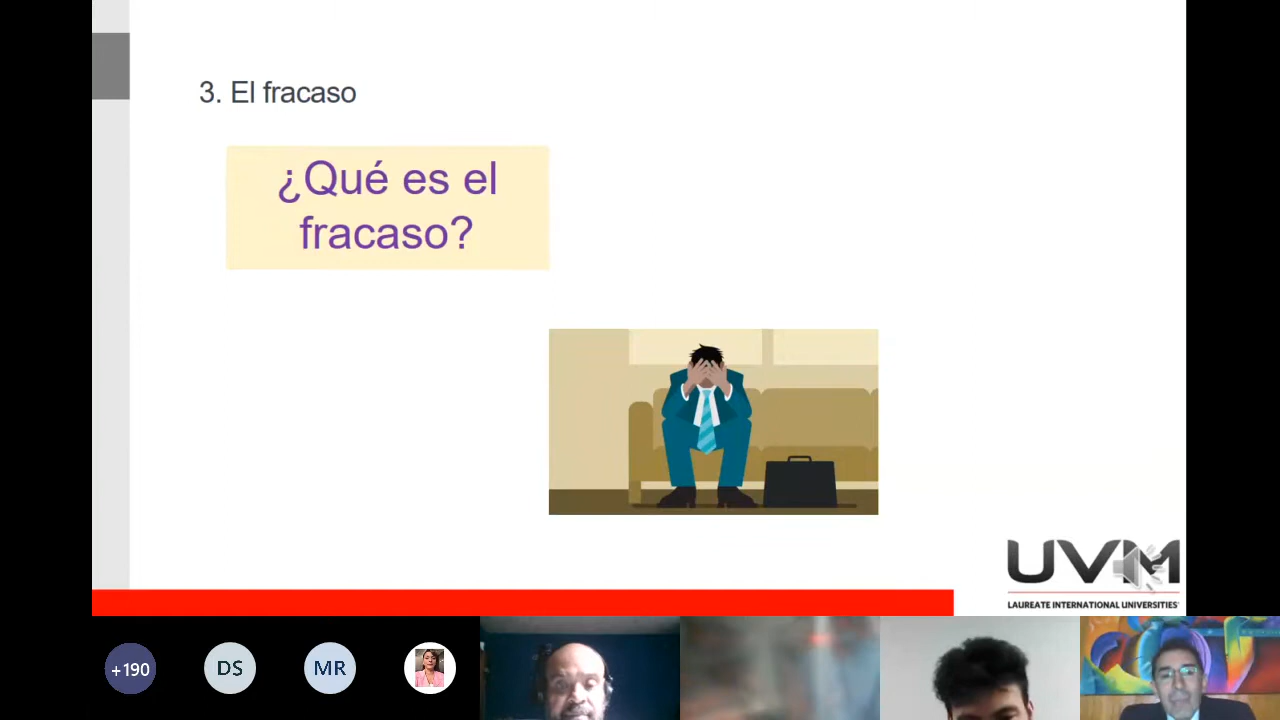 3. El fracaso
¿Qué es el
fracaso?
UVM
LAUREATE INTERNATIONAL UNIVERSITIES
+190
DS
MR